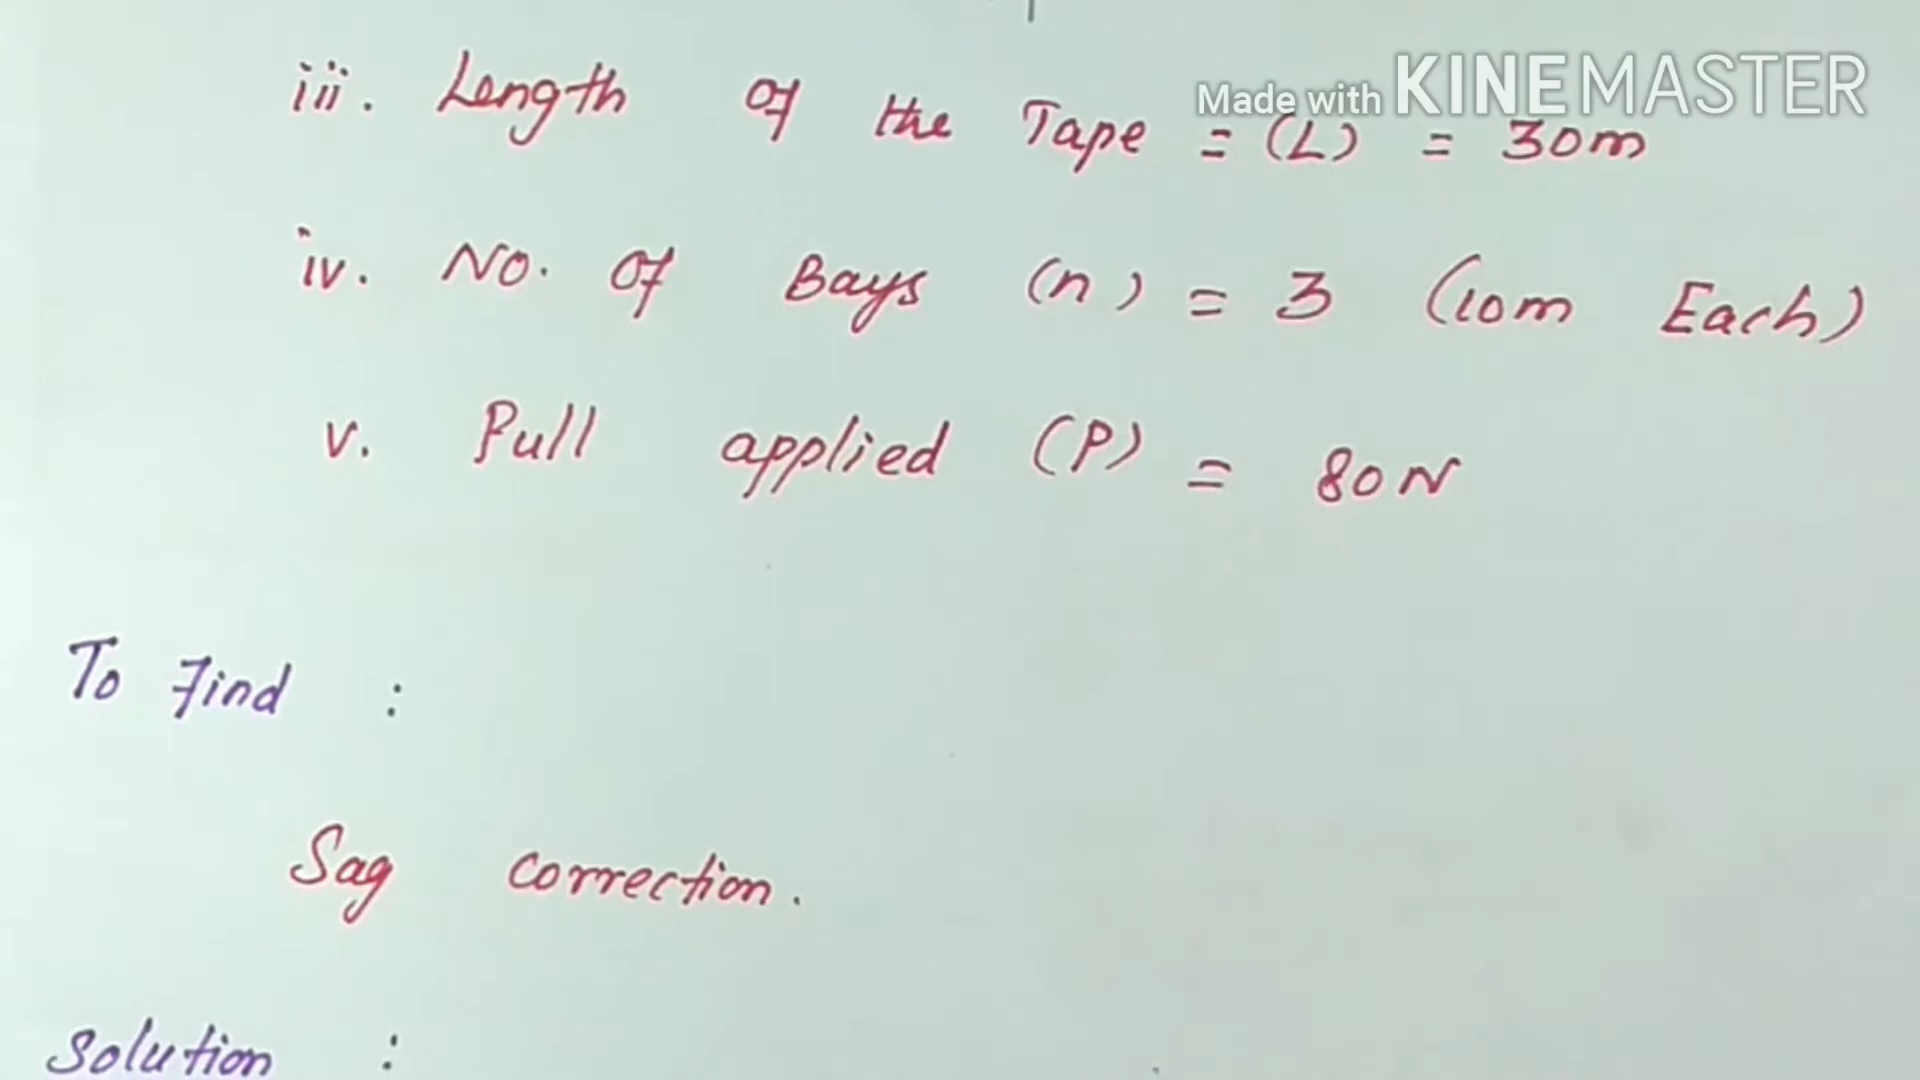 Made with KINEMASTER
iii. Length of the Tape = (L) = 30m
iv. No. of Bays (n) = 3 (10m Each)
v. Pull applied (P) = 80N
To Find :
Sag correction.
Solution :